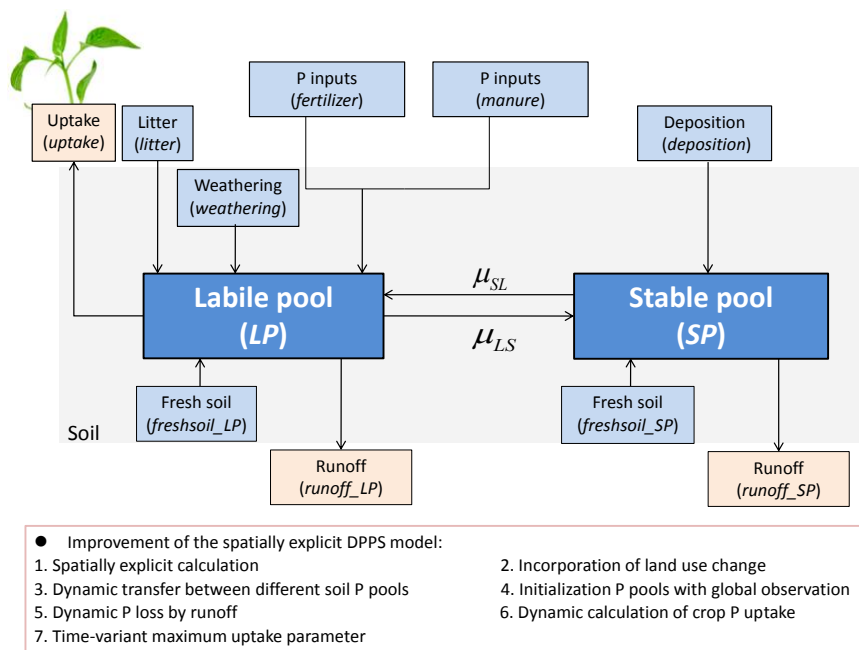 P inputs
(fertilizer)
P inputs
(manure)
Uptake
(uptake)
Litter
(litter)
Deposition
(deposition)
Weathering
(weathering)
Labile pool
(LP)
μSL
μLS
Stable pool
(SP)
Fresh soil
(freshsoil_LP)
Fresh soil
(freshsoil_SP)
Soil
Runoff
(runoff_LP)
Runoff
(runoff_SP)
● Improvement of the spatially explicit DPPS model:
1. Spatially explicit calculation
2. Incorporation of land use change
3. Dynamic transfer between different soil P pools
4. Initialization P pools with global observation
5. Dynamic P loss by runoff
6. Dynamic calculation of crop P uptake
7. Time-variant maximum uptake parameter